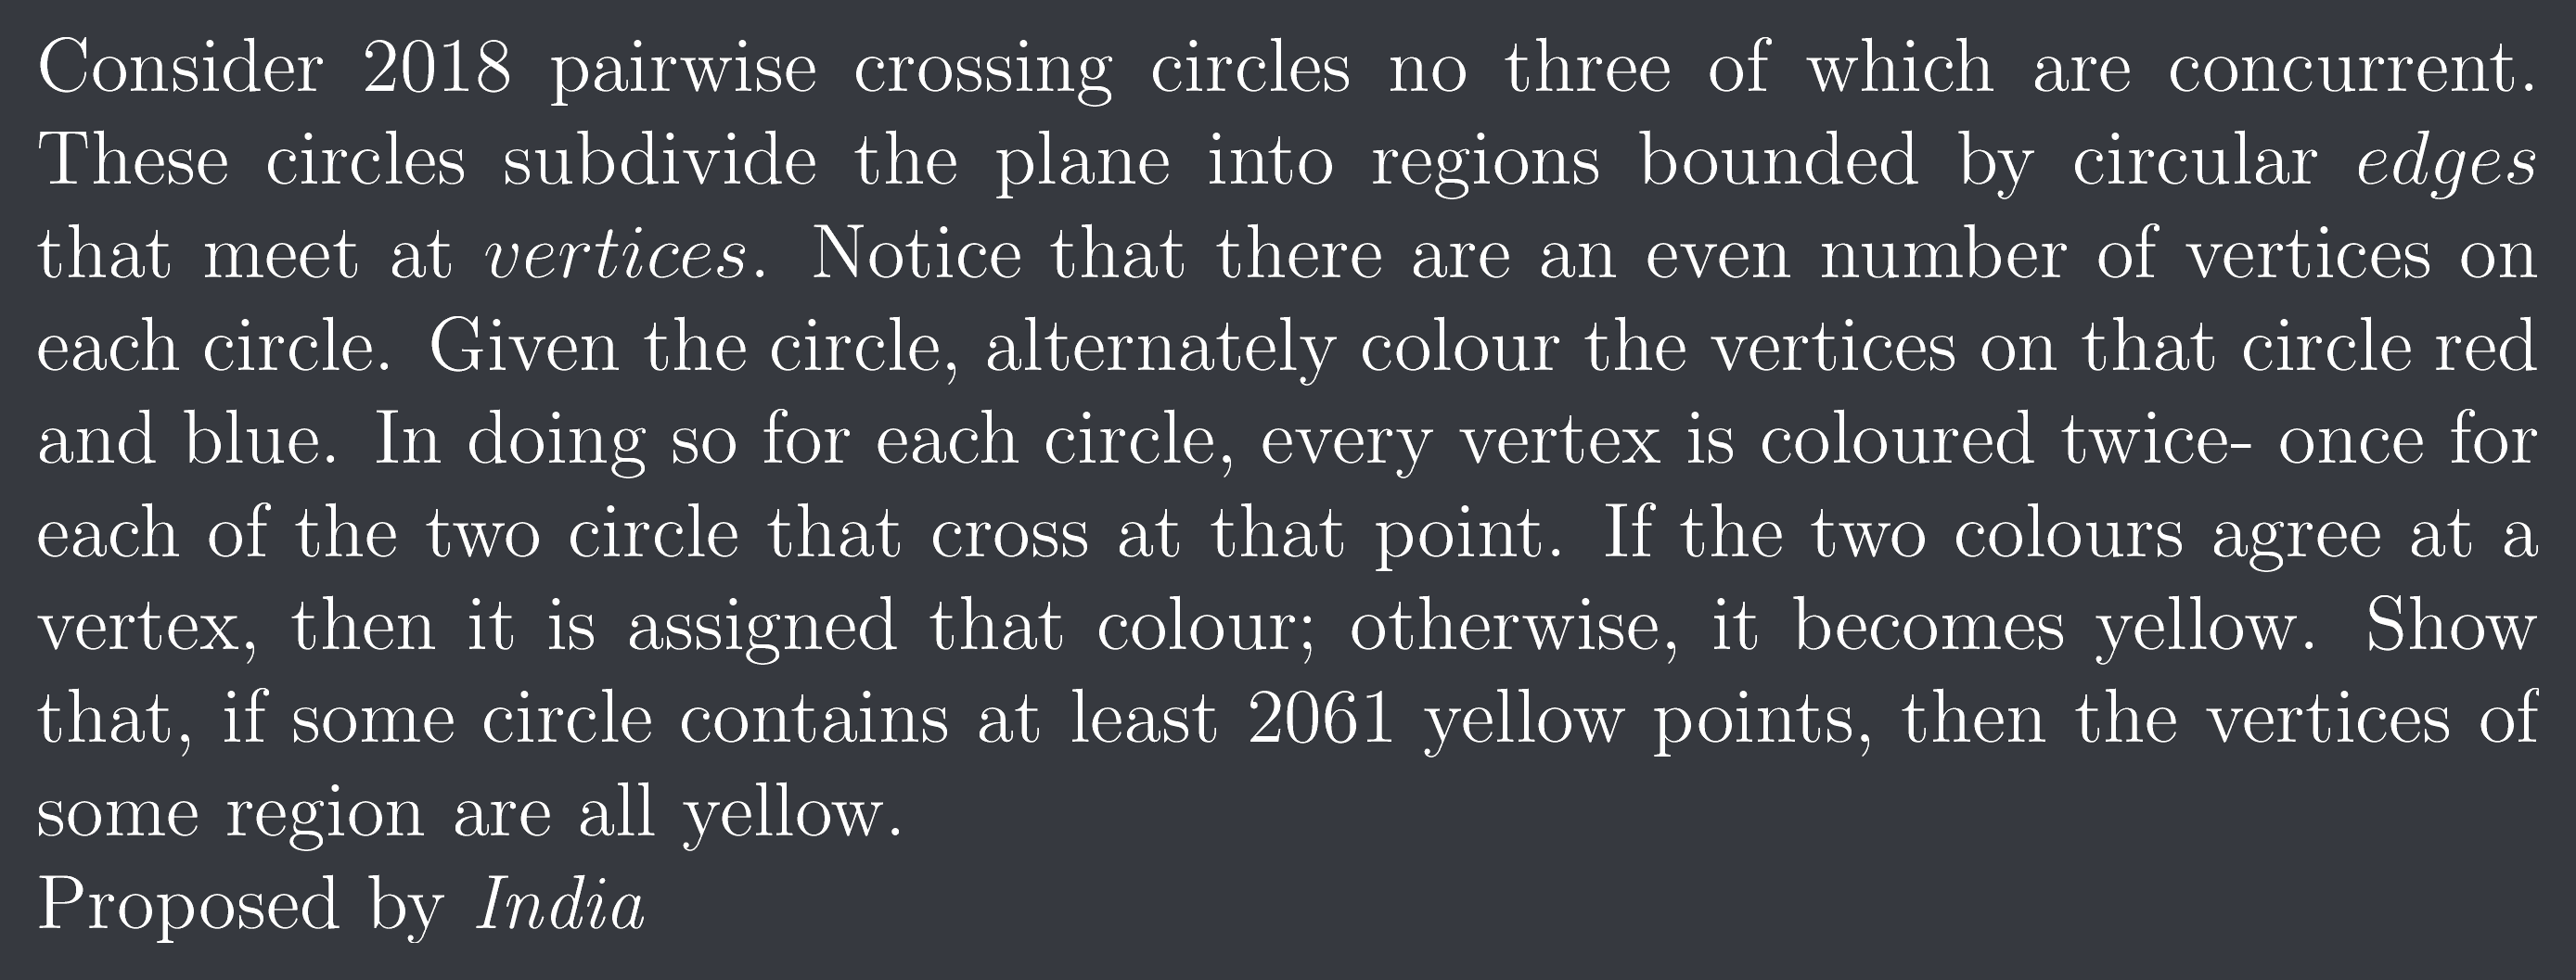 Consider 2018 pairwise crossing circles no three of which are concurrent.
These circles subdivide the plane into regions bounded by circular edges
that meet at vertices. Notice that there are an even number of vertices on
each circle. Given the circle, alternately colour the vertices on that circle red
and blue. In doing so for each circle, every vertex is coloured twice- once for
each of the two circle that cross at that point. If the two colours agree at a
vertex, then it is assigned that colour; otherwise, it becomes yellow. Show
that, if some circle contains at least 2061 yellow points, then the vertices of
some region are all yellow.
Proposed by India